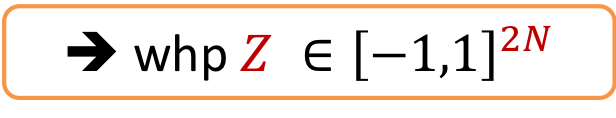 ➔ whp Z ∈ [−1,1]^{2N}